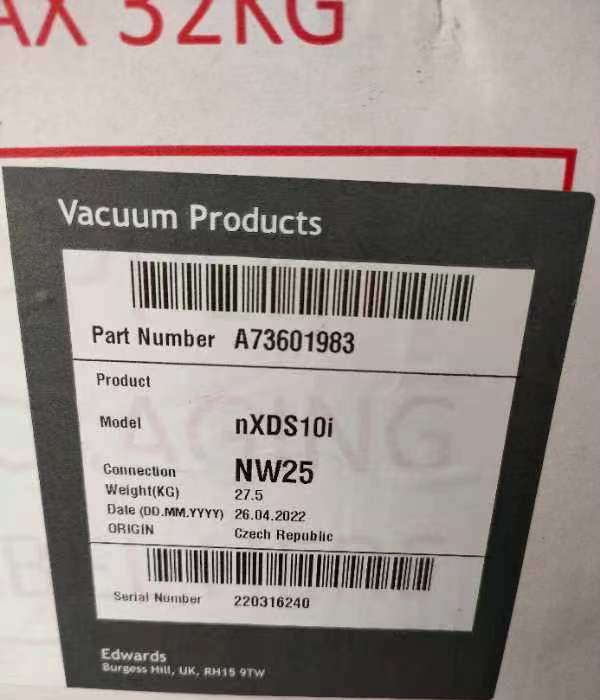 AX 32KG
Vacuum Products
Part Number A73601983
Product
Model nXDS10i
Connection NW25
Weight(KG) 27.5
Date (DD.MM.YYYY) 26.04.2022
ORIGIN Czech Republic
Serial Number 220316240
Edwards
Burgess Hill, UK, RH15 9TW